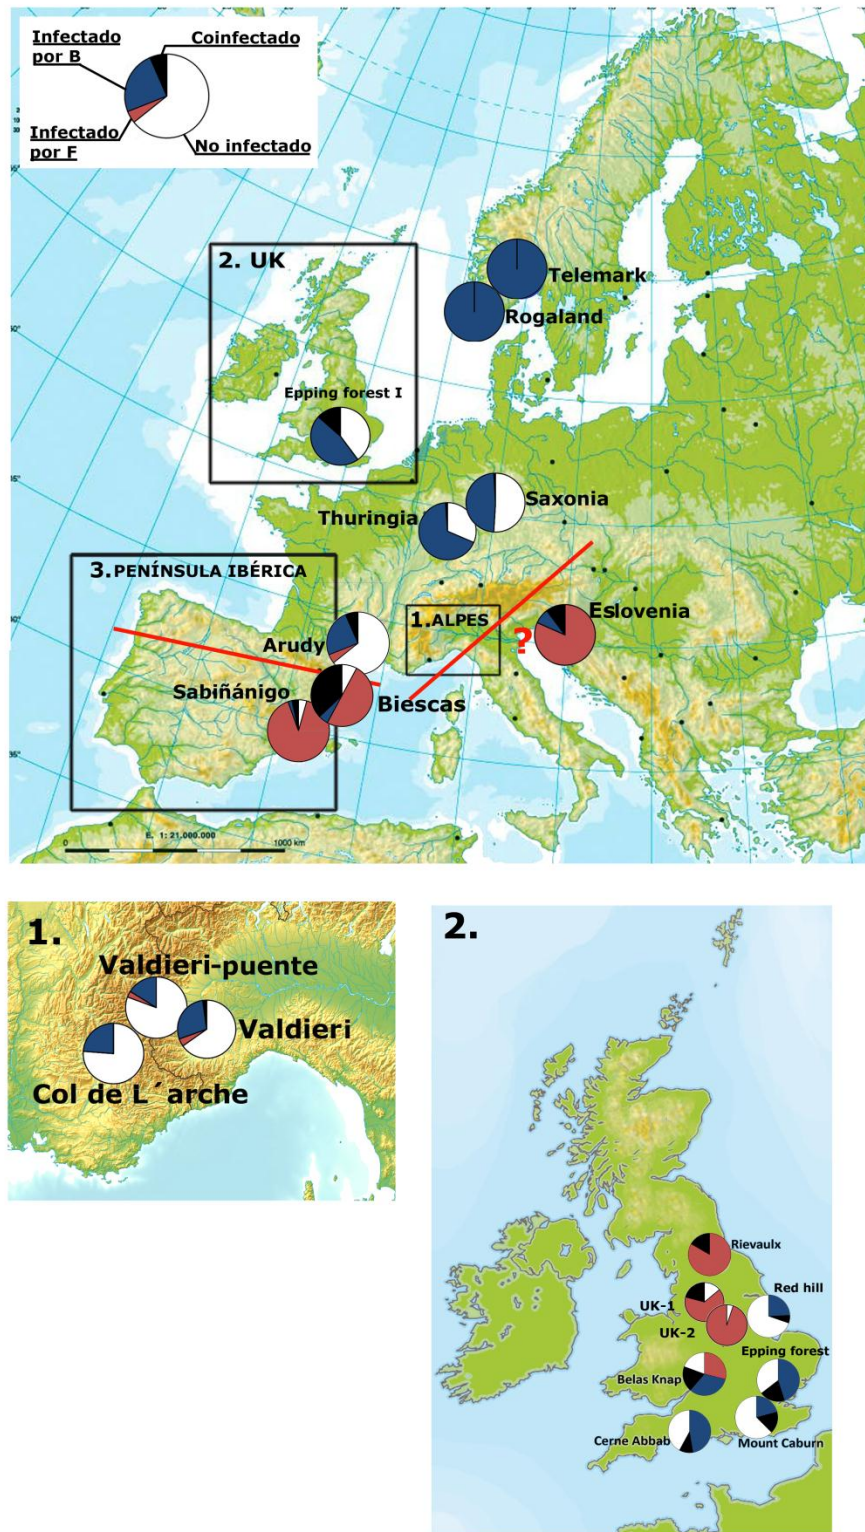 Infectado
por B
Coinfectado
Infectado
por F
No infectado
2. UK
Telemark
Rogaland
Epping forest I
Saxonia
Thuringia
3.PENÍNSULA IBÉRICA
1.ALPES
Eslovenia
?
Arudy
Sabiñánigo
Biescas
E. 1: 21.000.000
0
1000 km
1.
Valdieri-puente
Valdieri
Col de L´arche
2.
Rievaulx
Red hill
UK-1
UK-2
Epping forest
Belas Knap
Cerne Abbab
Mount Caburn